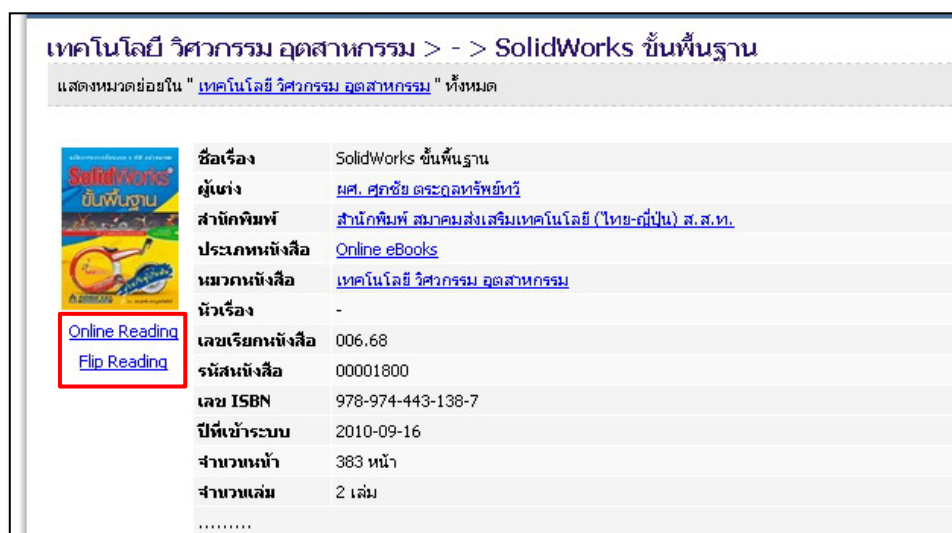 เทคโนโลยี วิศวกรรม อุตสาหกรรม > - > SolidWorks ขั้นพื้นฐาน
แสดงหมวดย่อยใน " เทคโนโลยี วิศวกรรม อุตสาหกรรม " ทั้งหมด
SolidWorks
ขั้นพื้นฐาน
Online Reading
Flip Reading
ชื่อเรื่อง SolidWorks ขั้นพื้นฐาน
ผู้แต่ง ผศ. ศุภชัย ตระกูลทรัพย์ทวี
สำนักพิมพ์ สำนักพิมพ์ สมาคมส่งเสริมเทคโนโลยี (ไทย-ญี่ปุ่น) ส.ส.ท.
ประเภทหนังสือ Online eBooks
หมวดหนังสือ เทคโนโลยี วิศวกรรม อุตสาหกรรม
หัวเรื่อง -
เลขเรียกหนังสือ 006.68
รหัสหนังสือ 00001800
เลข ISBN 978-974-443-138-7
ปีที่เข้าระบบ 2010-09-16
จำนวนหน้า 383 หน้า
จำนวนเล่ม 2 เล่ม
.........